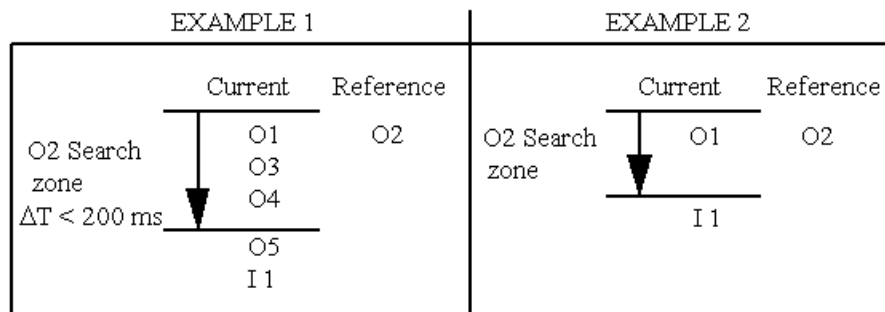 EXAMPLE 1
Current Reference
O2 Search
zone
ΔT < 200 ms
O1 O2
O3
O4
O5
I 1
EXAMPLE 2
Current Reference
O2 Search
zone
O1 O2
I 1